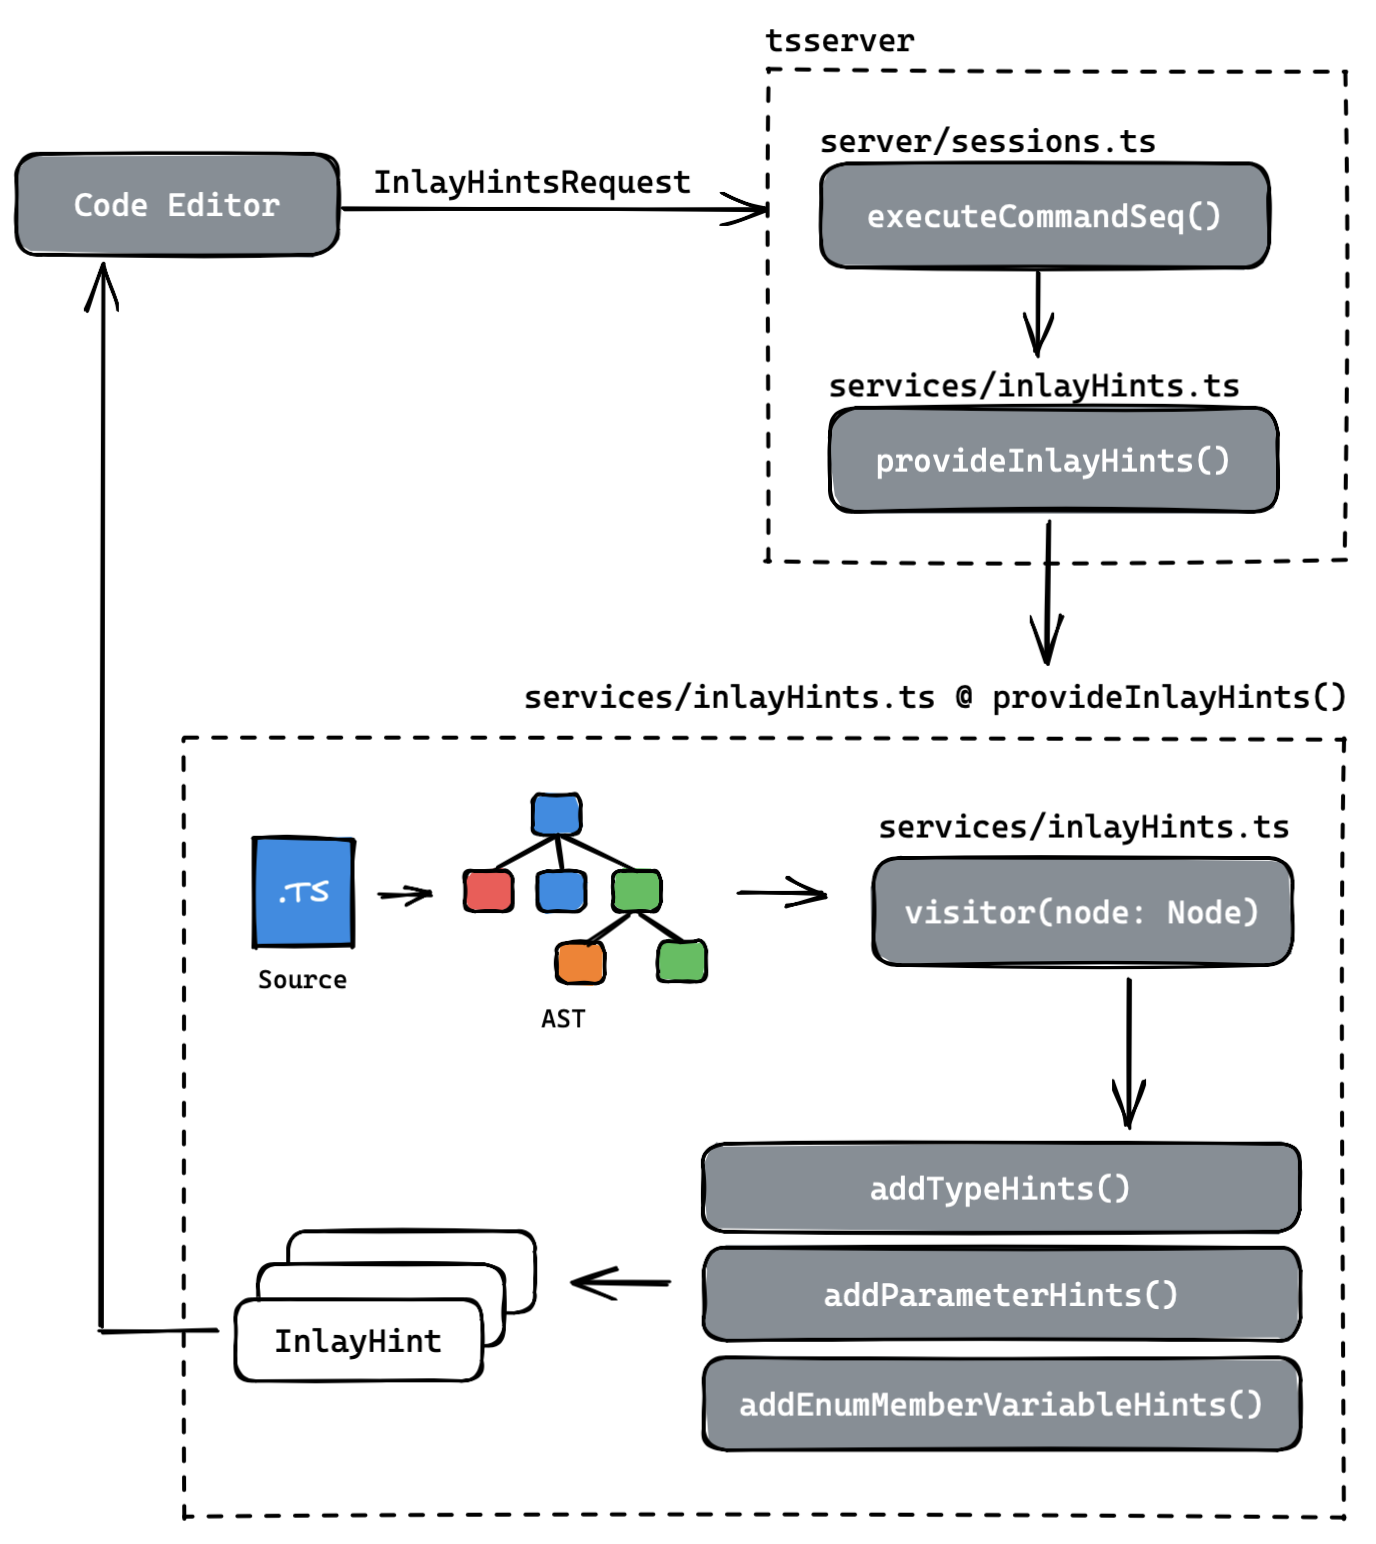 tsserver
server/sessions.ts
Code Editor
InlayHintsRequest
executeCommandSeq()
services/inlayHints.ts
provideInlayHints()
services/inlayHints.ts @ provideInlayHints()
services/inlayHints.ts
.TS
visitor(node: Node)
Source
AST
addTypeHints()
addParameterHints()
InlayHint
addEnumMemberVariableHints()